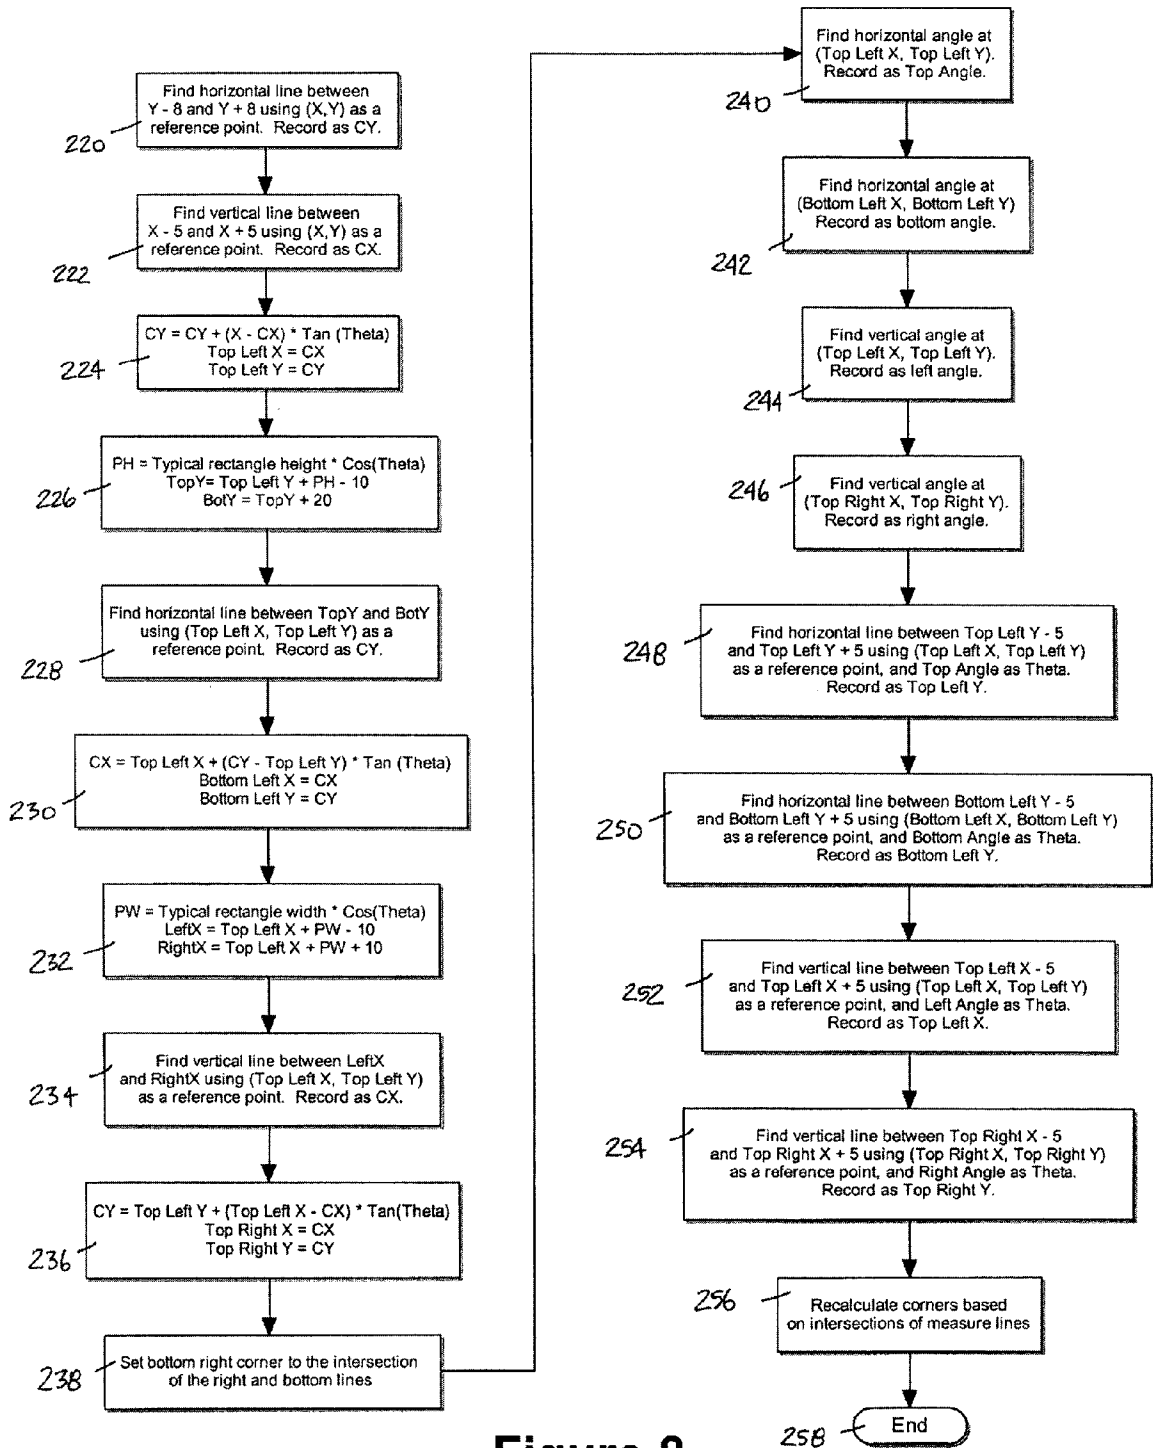 Find horizontal line between
Y - 8 and Y + 8 using (X,Y) as a
reference point. Record as CY.
220
Find vertical line between
X - 5 and X + 5 using (X,Y) as a
reference point. Record as CX.
222
CY = CY + (X - CX) * Tan (Theta)
Top Left X = CX
Top Left Y = CY
224
PH = Typical rectangle height * Cos(Theta)
TopY= Top Left Y + PH - 10
BotY = TopY + 20
226
Find horizontal line between TopY and BotY
using (Top Left X, Top Left Y) as a
reference point. Record as CY.
228
CX = Top Left X + (CY - Top Left Y) * Tan (Theta)
Bottom Left X = CX
Bottom Left Y = CY
230
PW = Typical rectangle width * Cos(Theta)
LeftX = Top Left X + PW - 10
RightX = Top Left X + PW + 10
232
Find vertical line between LeftX
and RightX using (Top Left X, Top Left Y)
as a reference point. Record as CX.
234
CY = Top Left Y + (Top Left X - CX) * Tan(Theta)
Top Right X = CX
Top Right Y = CY
236
Set bottom right corner to the intersection
of the right and bottom lines
238
Find horizontal angle at
(Top Left X, Top Left Y).
Record as Top Angle.
240
Find horizontal angle at
(Bottom Left X, Bottom Left Y)
Record as bottom angle.
242
Find vertical angle at
(Top Left X, Top Left Y).
Record as left angle.
244
Find vertical angle at
(Top Right X, Top Right Y).
Record as right angle.
246
Find horizontal line between Top Left Y - 5
and Top Left Y + 5 using (Top Left X, Top Left Y)
as a reference point, and Top Angle as Theta.
Record as Top Left Y.
248
Find horizontal line between Bottom Left Y - 5
and Bottom Left Y + 5 using (Bottom Left X, Bottom Left Y)
as a reference point, and Bottom Angle as Theta.
Record as Bottom Left Y.
250
Find vertical line between Top Left X - 5
and Top Left X + 5 using (Top Left X, Top Left Y)
as a reference point, and Left Angle as Theta.
Record as Top Left X.
252
Find vertical line between Top Right X - 5
and Top Right X + 5 using (Top Right X, Top Right Y)
as a reference point, and Right Angle as Theta.
Record as Top Right Y.
254
Recalculate corners based
on intersections of measure lines
256
End
258
Figure